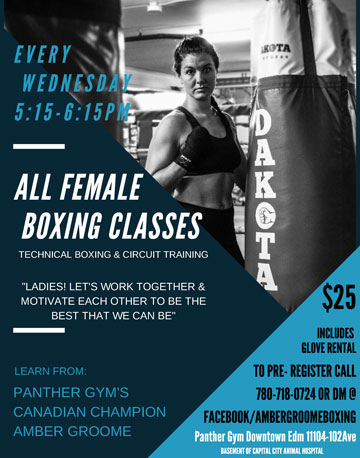 EVERY
WEDNESDAY
5:15-6:15PM
DAKOTA
DAKOTA
ALL FEMALE
BOXING CLASSES
TECHNICAL BOXING & CIRCUIT TRAINING
"LADIES! LET'S WORK TOGETHER &
MOTIVATE EACH OTHER TO BE THE
BEST THAT WE CAN BE"
$25
INCLUDES
GLOVE RENTAL
LEARN FROM:
PANTHER GYM'S
CANADIAN CHAMPION
AMBER GROOME
TO PRE- REGISTER CALL
780-718-0724 OR DM @
FACEBOOK/AMBERGROOMEBOXING
Panther Gym Downtown Edm 11104-102Ave
BASEMENT OF CAPITAL CITY ANIMAL HOSPITAL